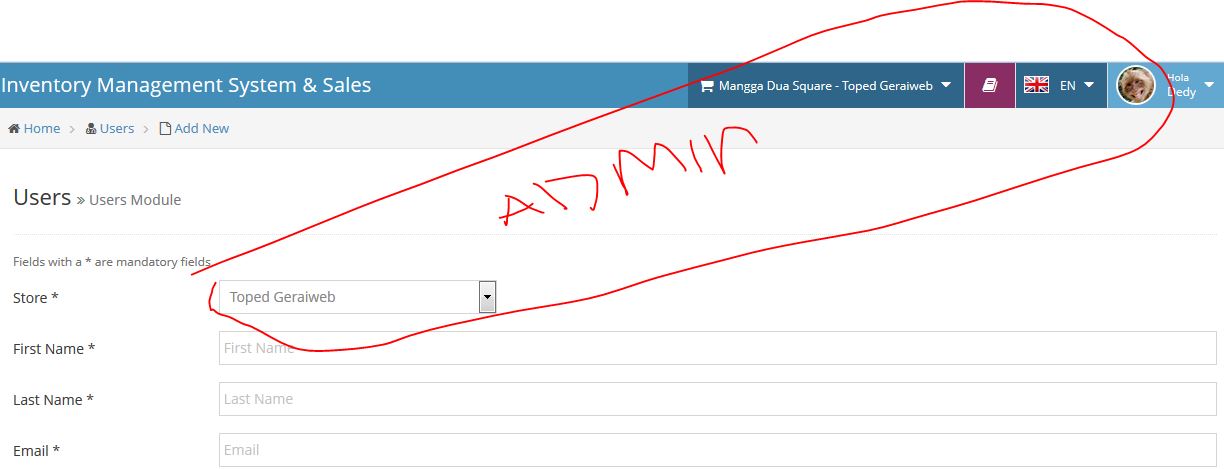 Inventory Management System & Sales
Mangga Dua Square - Toped Geraiweb
EN
Hola
Dedy
Home > Users > Add New
ADMIN
Users » Users Module
Fields with a * are mandatory fields.
Store *
Toped Geraiweb
First Name *
First Name
Last Name *
Last Name
Email *
Email